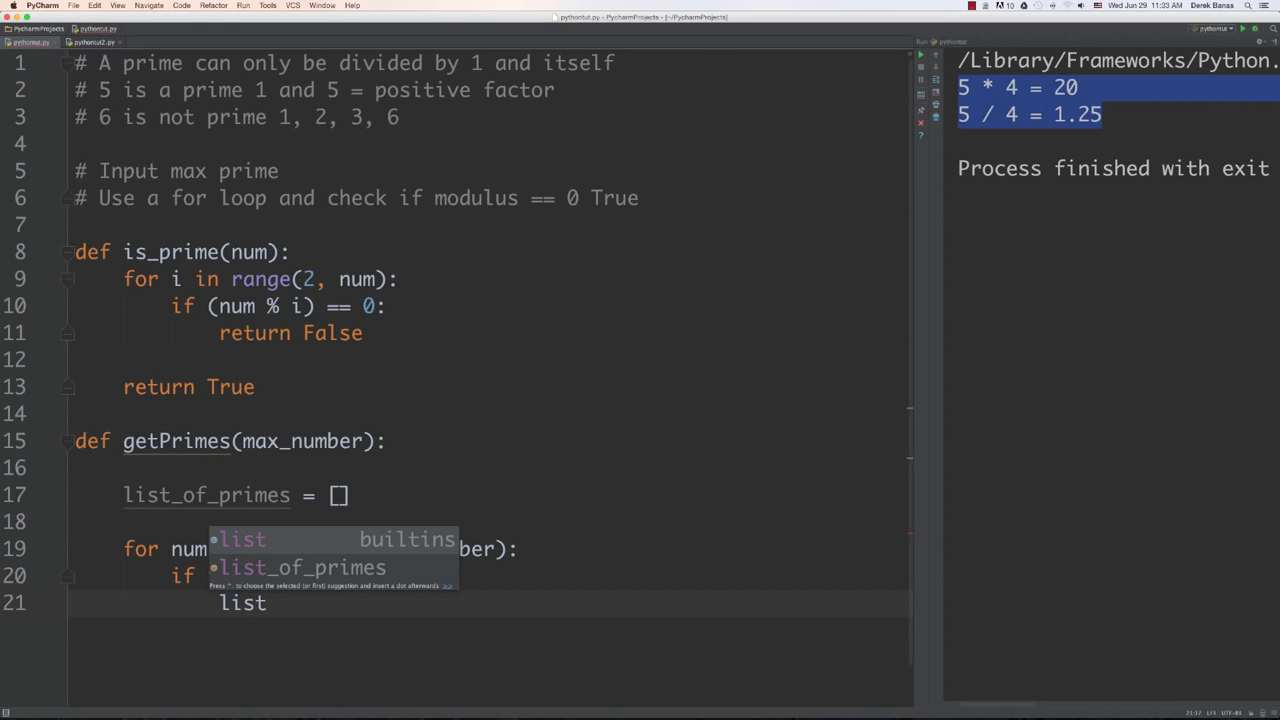 PyCharm File Edit View Navigate Code Refactor Run Tools VCS Window Help 10 Wed Jun 29 11:33 AM Derek Banas
pythontut.py - PycharmProjects - [~/PycharmProjects]
PycharmProjects pythontut.py pythontut
pythontut.py pythontut2.py Run: pythontut
1 # A prime can only be divided by 1 and itself
2 # 5 is a prime 1 and 5 = positive factor
3 # 6 is not prime 1, 2, 3, 6
4
5 # Input max prime
6 # Use a for loop and check if modulus == 0 True
7
8 def is_prime(num):
9 for i in range(2, num):
10 if (num % i) == 0:
11 return False
12
13 return True
14
15 def getPrimes(max_number):
16
17 list_of_primes = []
18
19 for num ber):
20 if
21 list
list builtins
list_of_primes
Press ^. to choose the selected (or first) suggestion and insert a dot afterwards >>
/Library/Frameworks/Python.
5 * 4 = 20
5 / 4 = 1.25
Process finished with exit
21:17 LF÷ UTF-8÷